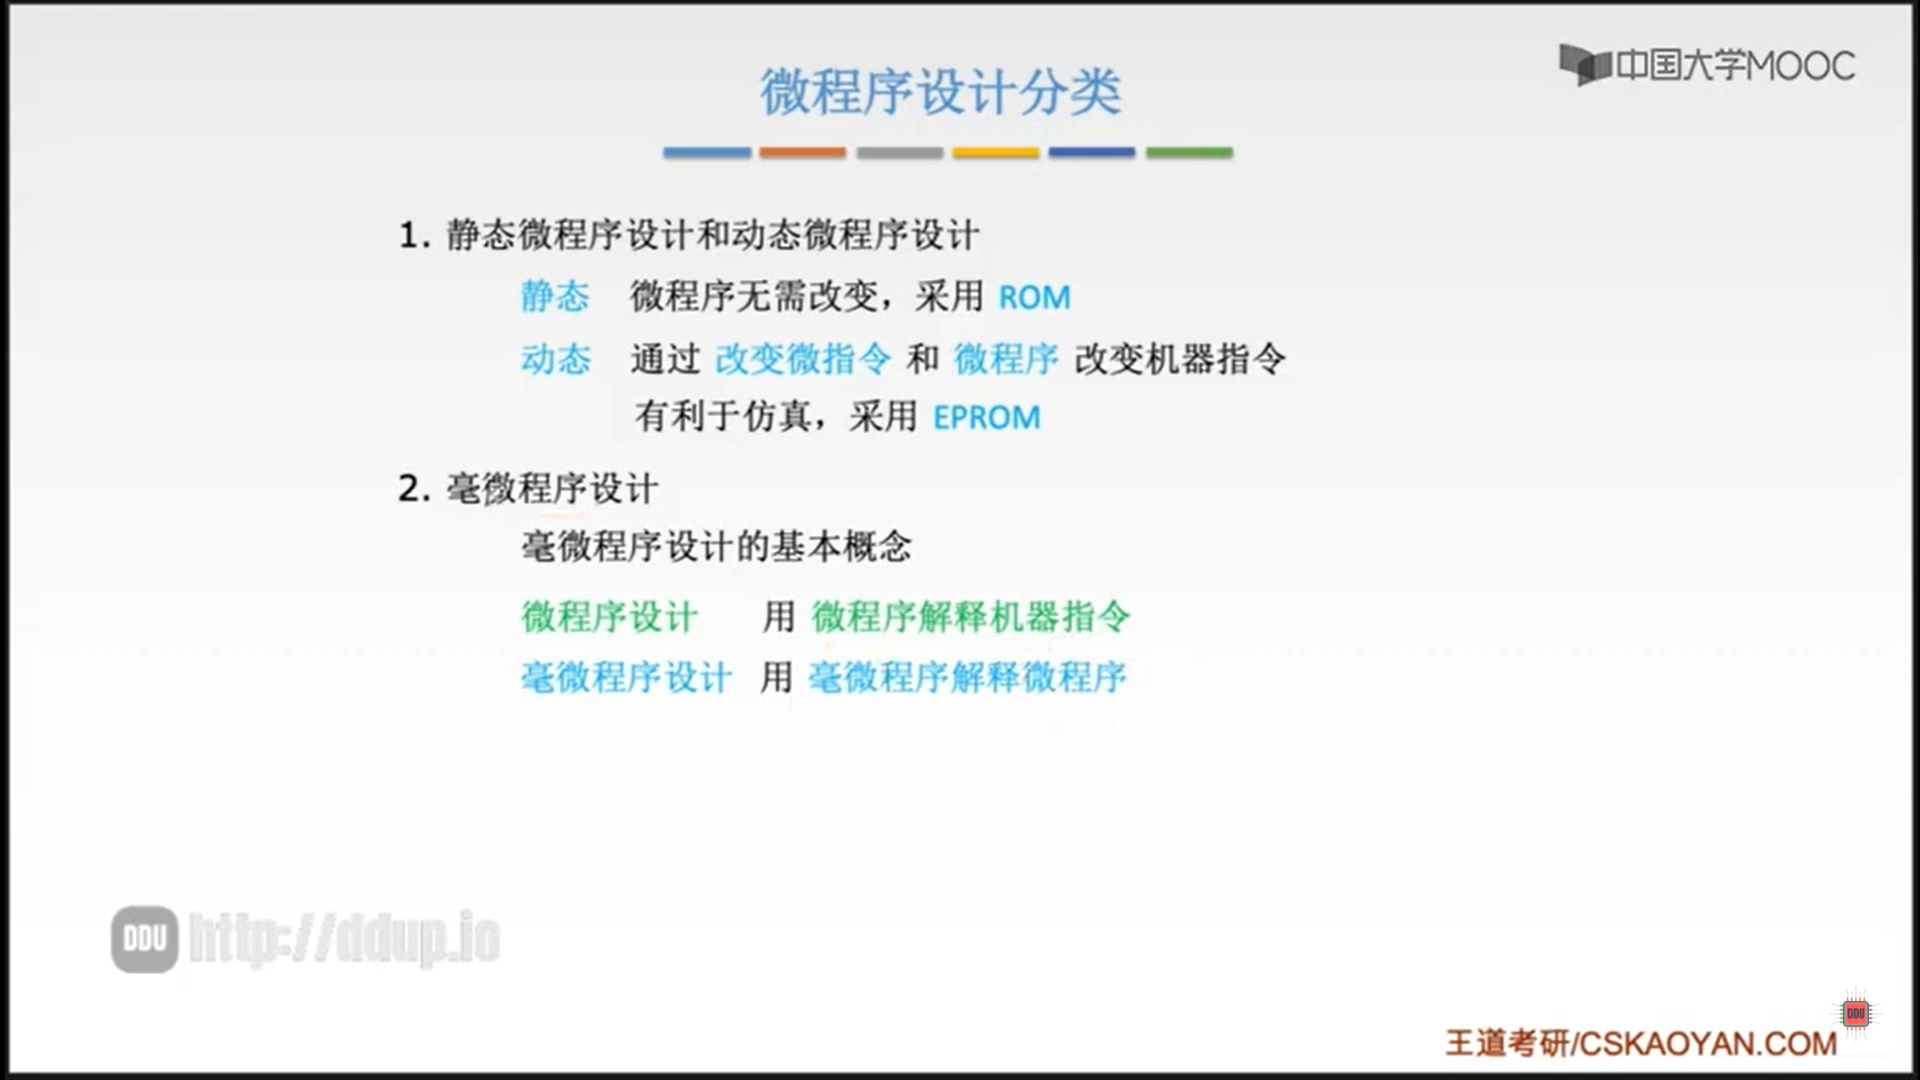 中国大学MOOC
微程序设计分类
1. 静态微程序设计和动态微程序设计
静态 微程序无需改变，采用 ROM
动态 通过 改变微指令 和 微程序 改变机器指令
有利于仿真，采用 EPROM
2. 毫微程序设计
毫微程序设计的基本概念
微程序设计 用 微程序解释机器指令
毫微程序设计 用 毫微程序解释微程序
DDU http://ddup.io
DDU
王道考研/CSKAOYAN.COM